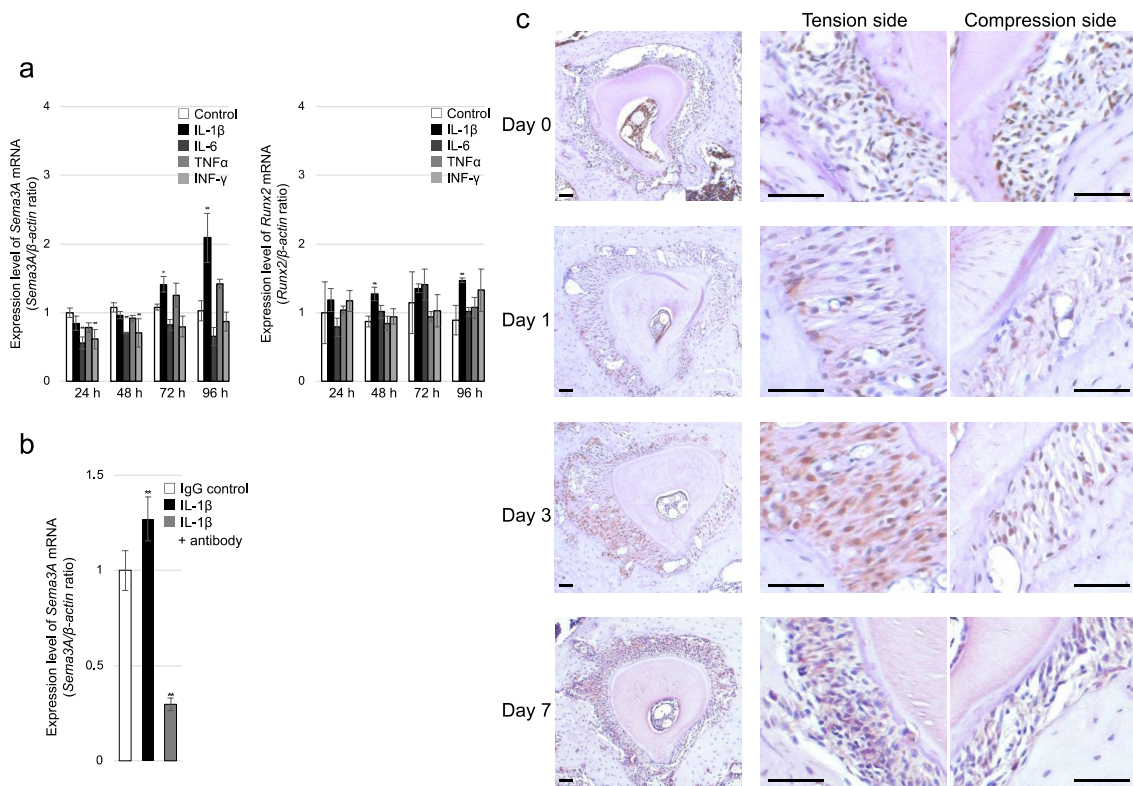 a
Expression level of Sema3A mRNA
(Sema3A/β-actin ratio)
4
3
2
1
0
Control
IL-1β
IL-6
TNFα
INF-γ
**
**
**
**
*
**
24 h 48 h 72 h 96 h
Expression level of Runx2 mRNA
(Runx2/β-actin ratio)
4
3
2
1
0
Control
IL-1β
IL-6
TNFα
INF-γ
**
**
24 h 48 h 72 h 96 h
b
Expression level of Sema3A mRNA
(Sema3A/β-actin ratio)
1.5
1
0.5
0
IgG control
IL-1β
IL-1β
+ antibody
**
**
c
Tension side Compression side
Day 0
Day 1
Day 3
Day 7